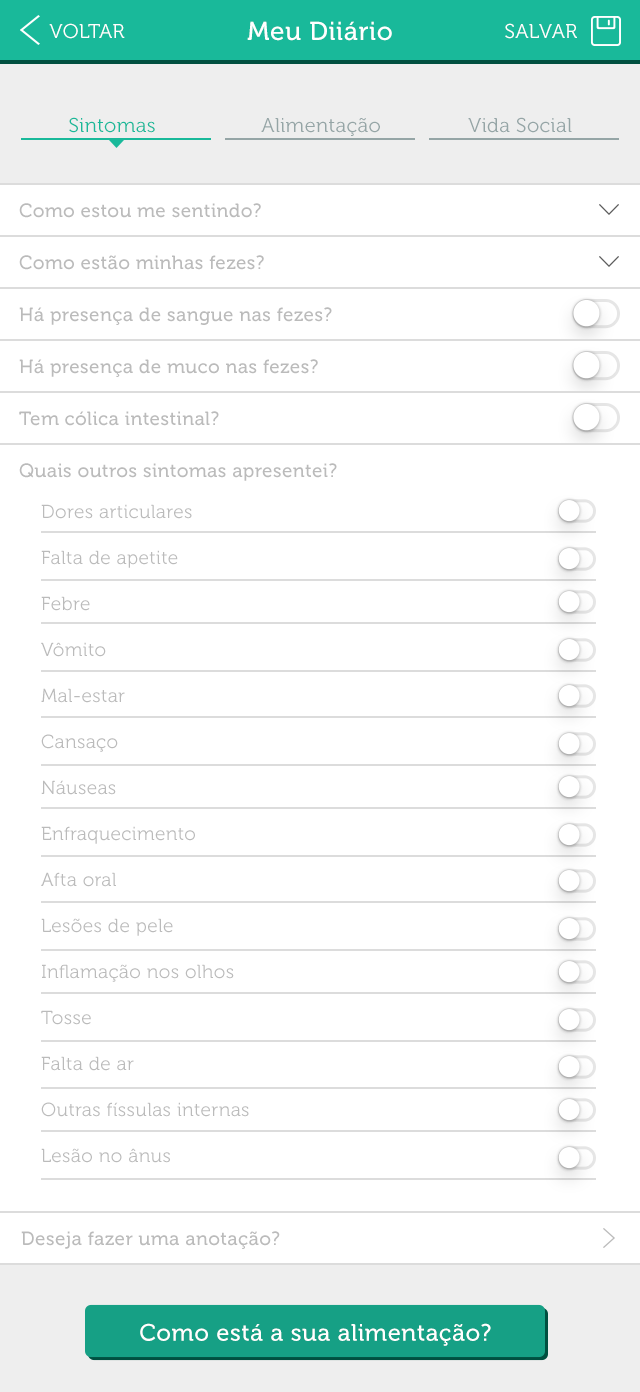 VOLTAR
Meu Diiário
SALVAR
Sintomas
Alimentação
Vida Social
Como estou me sentindo?
Como estão minhas fezes?
Há presença de sangue nas fezes?
Há presença de muco nas fezes?
Tem cólica intestinal?
Quais outros sintomas apresentei?
Dores articulares
Falta de apetite
Febre
Vômito
Mal-estar
Cansaço
Náuseas
Enfraquecimento
Afta oral
Lesões de pele
Inflamação nos olhos
Tosse
Falta de ar
Outras físsulas internas
Lesão no ânus
Deseja fazer uma anotação?
Como está a sua alimentação?